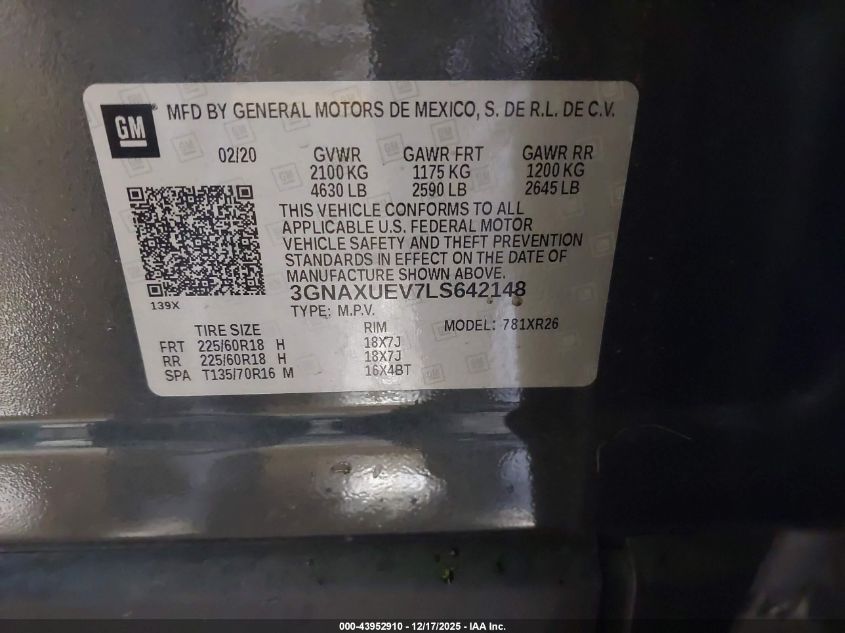 GM
MFD BY GENERAL MOTORS DE MEXICO, S. DE R.L. DE C.V.
02/20 GVWR GAWR FRT GAWR RR
2100 KG 1175 KG 1200 KG
4630 LB 2590 LB 2645 LB
THIS VEHICLE CONFORMS TO ALL
APPLICABLE U.S. FEDERAL MOTOR
VEHICLE SAFETY AND THEFT PREVENTION
STANDARDS IN EFFECT ON THE DATE OF
MANUFACTURE SHOWN ABOVE.
3GNAXUEV7LS642148
139X
TYPE: M.P.V.
MODEL: 781XR26
TIRE SIZE RIM
FRT 225/60R18 H 18X7J
RR 225/60R18 H 18X7J
SPA T135/70R16 M 16X4BT
000-43952910 - 12/17/2025 - IAA Inc.